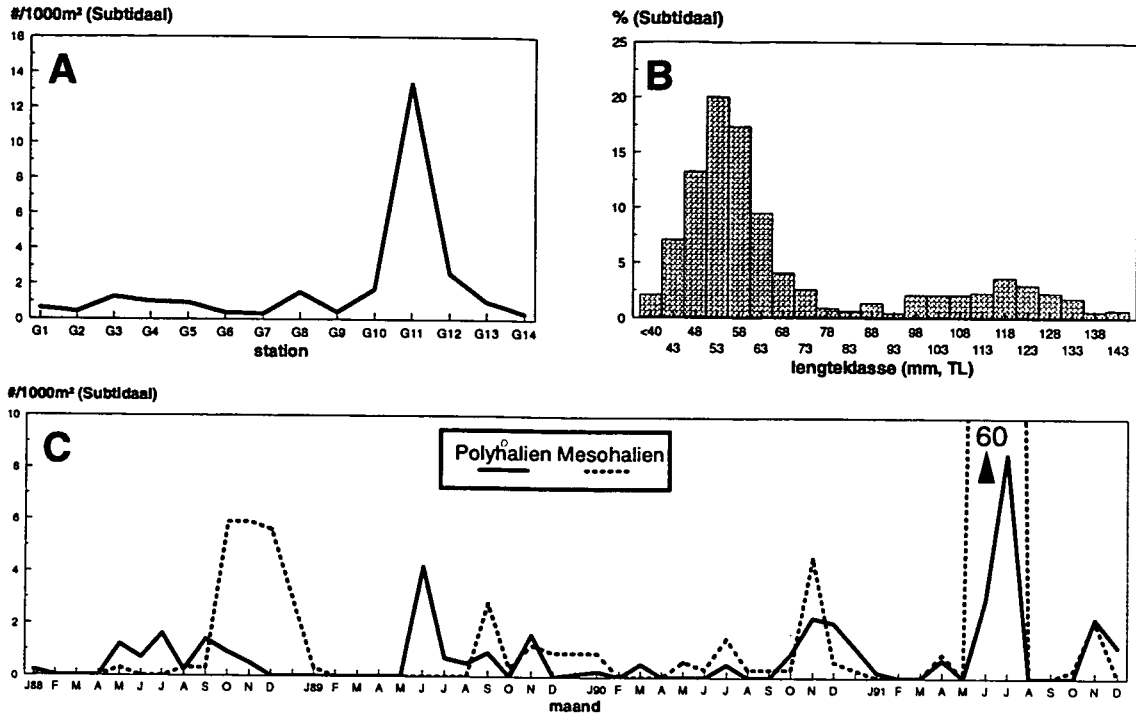 #/1000m² (Subtidaal)
A
18
14
12
10
8
6
4
2
0
G1 G2 G3 G4 G5 G6 G7 G8 G9 G10 G11 G12 G13 G14
station
% (Subtidaal)
B
25
20
15
10
5
0
<40 48 58 68 78 88 98 108 118 128 138
43 53 63 73 83 93 103 113 123 133 143
lengteklasse (mm, TL)
#/1000m² (Subtidaal)
C
Polyhalien Mesohalien
60
10
8
6
4
2
0
J88 F M A M J J A S O N D J89 F M A M J J A S O N D J90 F M A M J J A S O N D J91 F M A M J J A S O N D
maand